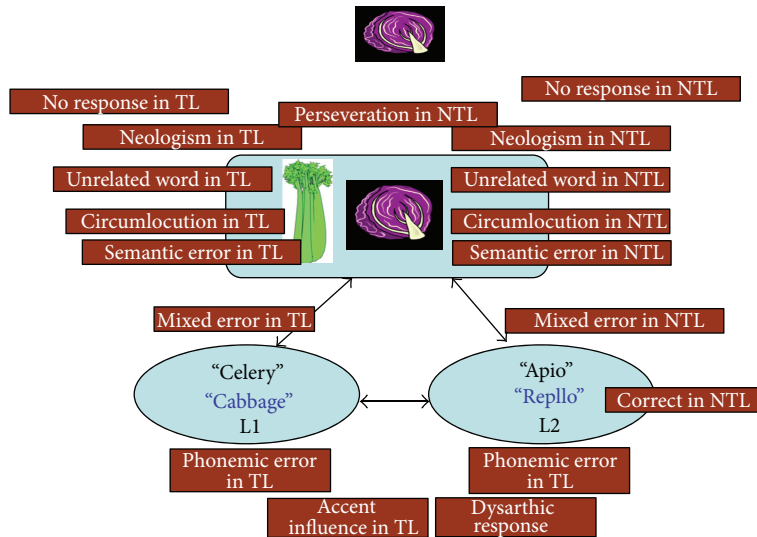 No response in TL
No response in NTL
Perseveration in NTL
Neologism in TL
Neologism in NTL
Unrelated word in TL
Unrelated word in NTL
Circumlocution in TL
Circumlocution in NTL
Semantic error in TL
Semantic error in NTL
Mixed error in TL
Mixed error in NTL
“Celery”
“Cabbage”
L1
“Apio”
“Repllo”
L2
Correct in NTL
Phonemic error
in TL
Phonemic error
in TL
Accent
influence in TL
Dysarthic
response